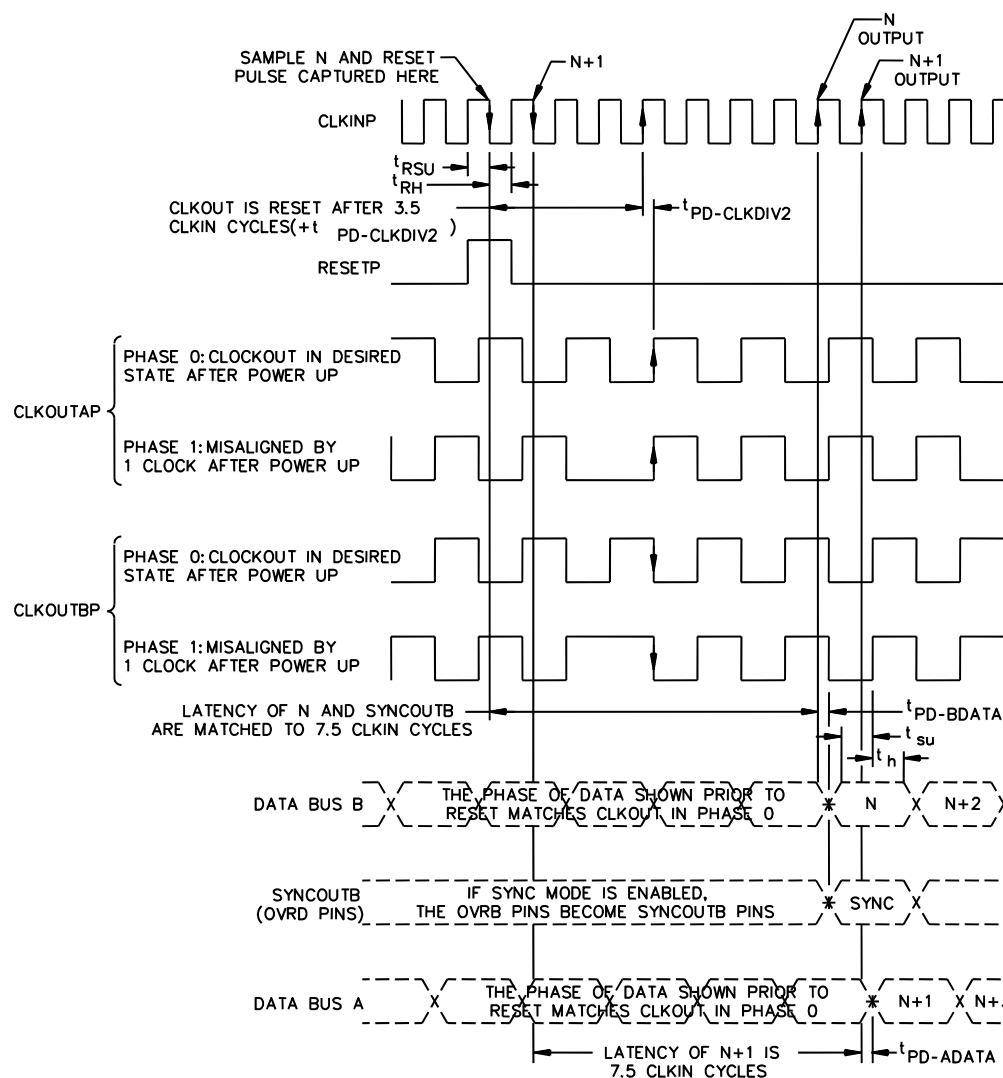 N
OUTPUT
SAMPLE N AND RESET
PULSE CAPTURED HERE
N+1
N+1
OUTPUT
CLKINP
tRSU
tRH
CLKOUT IS RESET AFTER 3.5
CLKIN CYCLES(+t PD-CLKDIV2 )
tPD-CLKDIV2
RESETP
PHASE 0:CLOCKOUT IN DESIRED
STATE AFTER POWER UP
CLKOUTAP
PHASE 1:MISALIGNED BY
1 CLOCK AFTER POWER UP
PHASE 0:CLOCKOUT IN DESIRED
STATE AFTER POWER UP
CLKOUTBP
PHASE 1:MISALIGNED BY
1 CLOCK AFTER POWER UP
LATENCY OF N AND SYNCOUTB
ARE MATCHED TO 7.5 CLKIN CYCLES
tPD-BDATA
tsu
th
DATA BUS B
THE PHASE OF DATA SHOWN PRIOR TO
RESET MATCHES CLKOUT IN PHASE 0
N
N+2
SYNCOUTB
(OVRD PINS)
IF SYNC MODE IS ENABLED,
THE OVRB PINS BECOME SYNCOUTB PINS
SYNC
DATA BUS A
THE PHASE OF DATA SHOWN PRIOR TO
RESET MATCHES CLKOUT IN PHASE 0
N+1
LATENCY OF N+1 IS
7.5 CLKIN CYCLES
tPD-ADATA